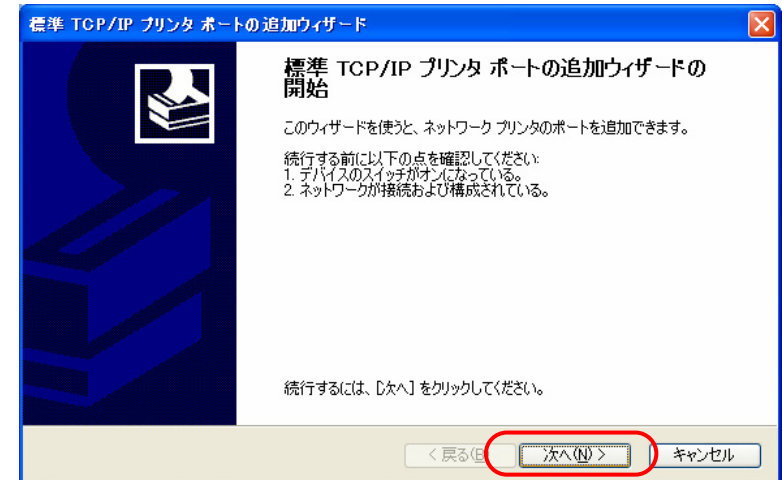 標準 TCP/IP プリンタ ポートの追加ウィザード
標準 TCP/IP プリンタ ポートの追加ウィザードの
開始
このウィザードを使うと、ネットワーク プリンタのポートを追加できます。
続行する前に以下の点を確認してください:
1. デバイスのスイッチがオンになっている。
2. ネットワークが接続および構成されている。
続行するには、[次へ] をクリックしてください。
< 戻る(B 次へ(N) > キャンセル